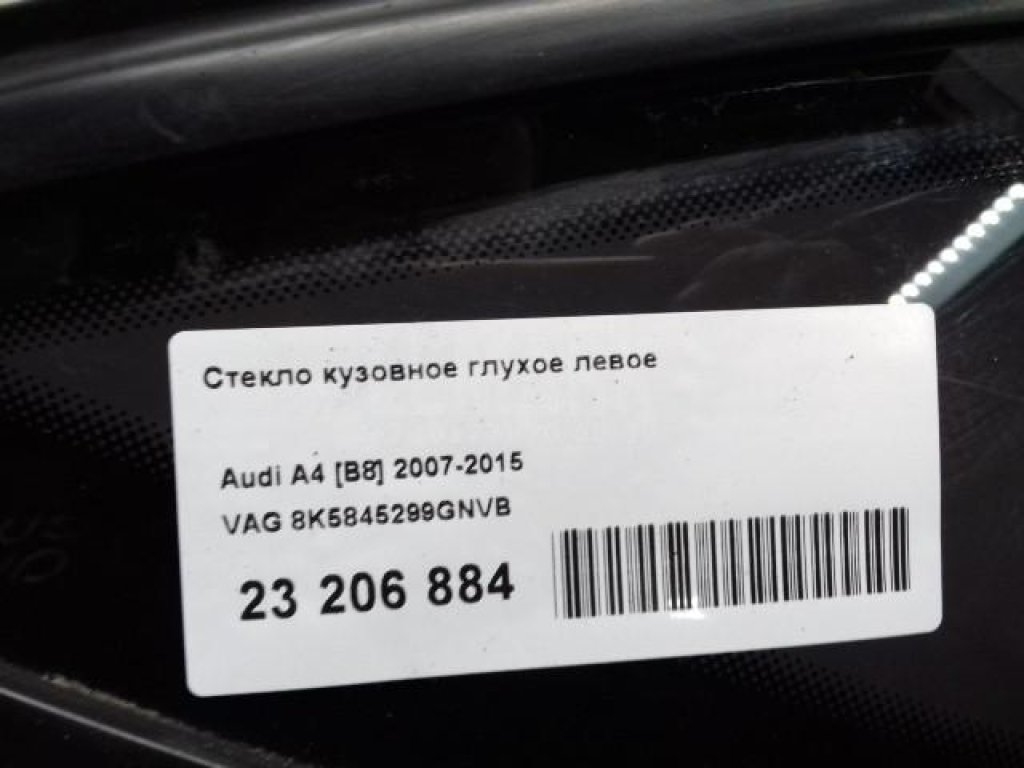 Стекло кузовное глухое левое
Audi A4 [B8] 2007-2015
VAG 8K5845299GNVB
23 206 884